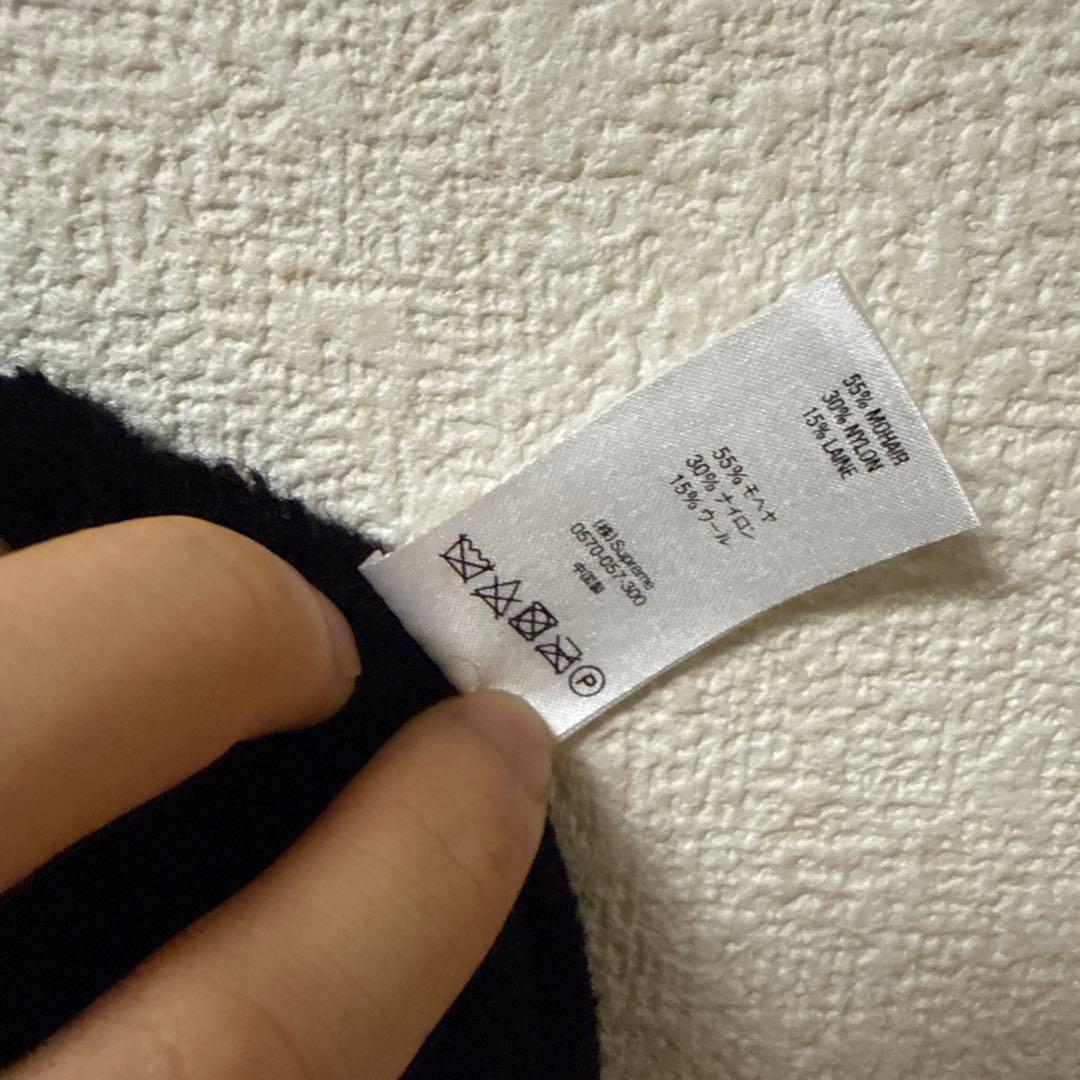 55% MOHAIR
30% NYLON
15% LAINE
55% モヘヤ
30% ナイロン
15% ウール
(株)Supreme
0570-057-300
中国製
P